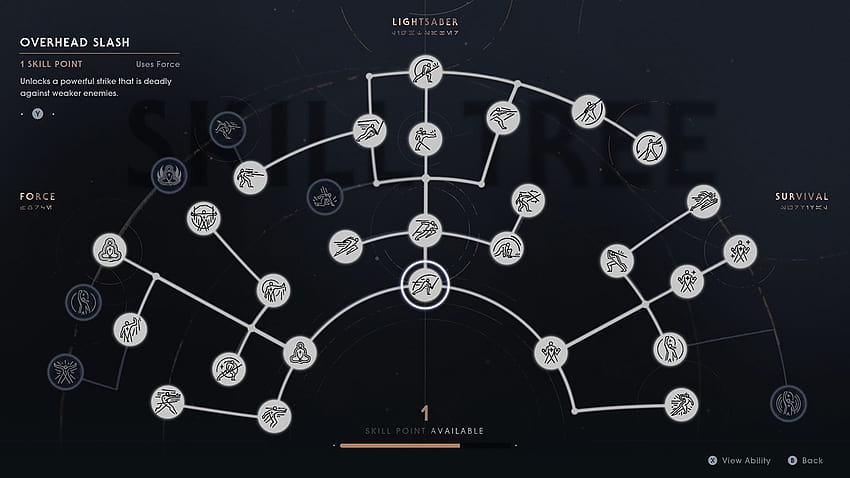 LIGHTSABER
OVERHEAD SLASH
1 SKILL POINT Uses Force
Unlocks a powerful strike that is deadly
against weaker enemies.
Y
SKILL TREE
FORCE
SURVIVAL
1
SKILL POINT AVAILABLE
X View Ability B Back